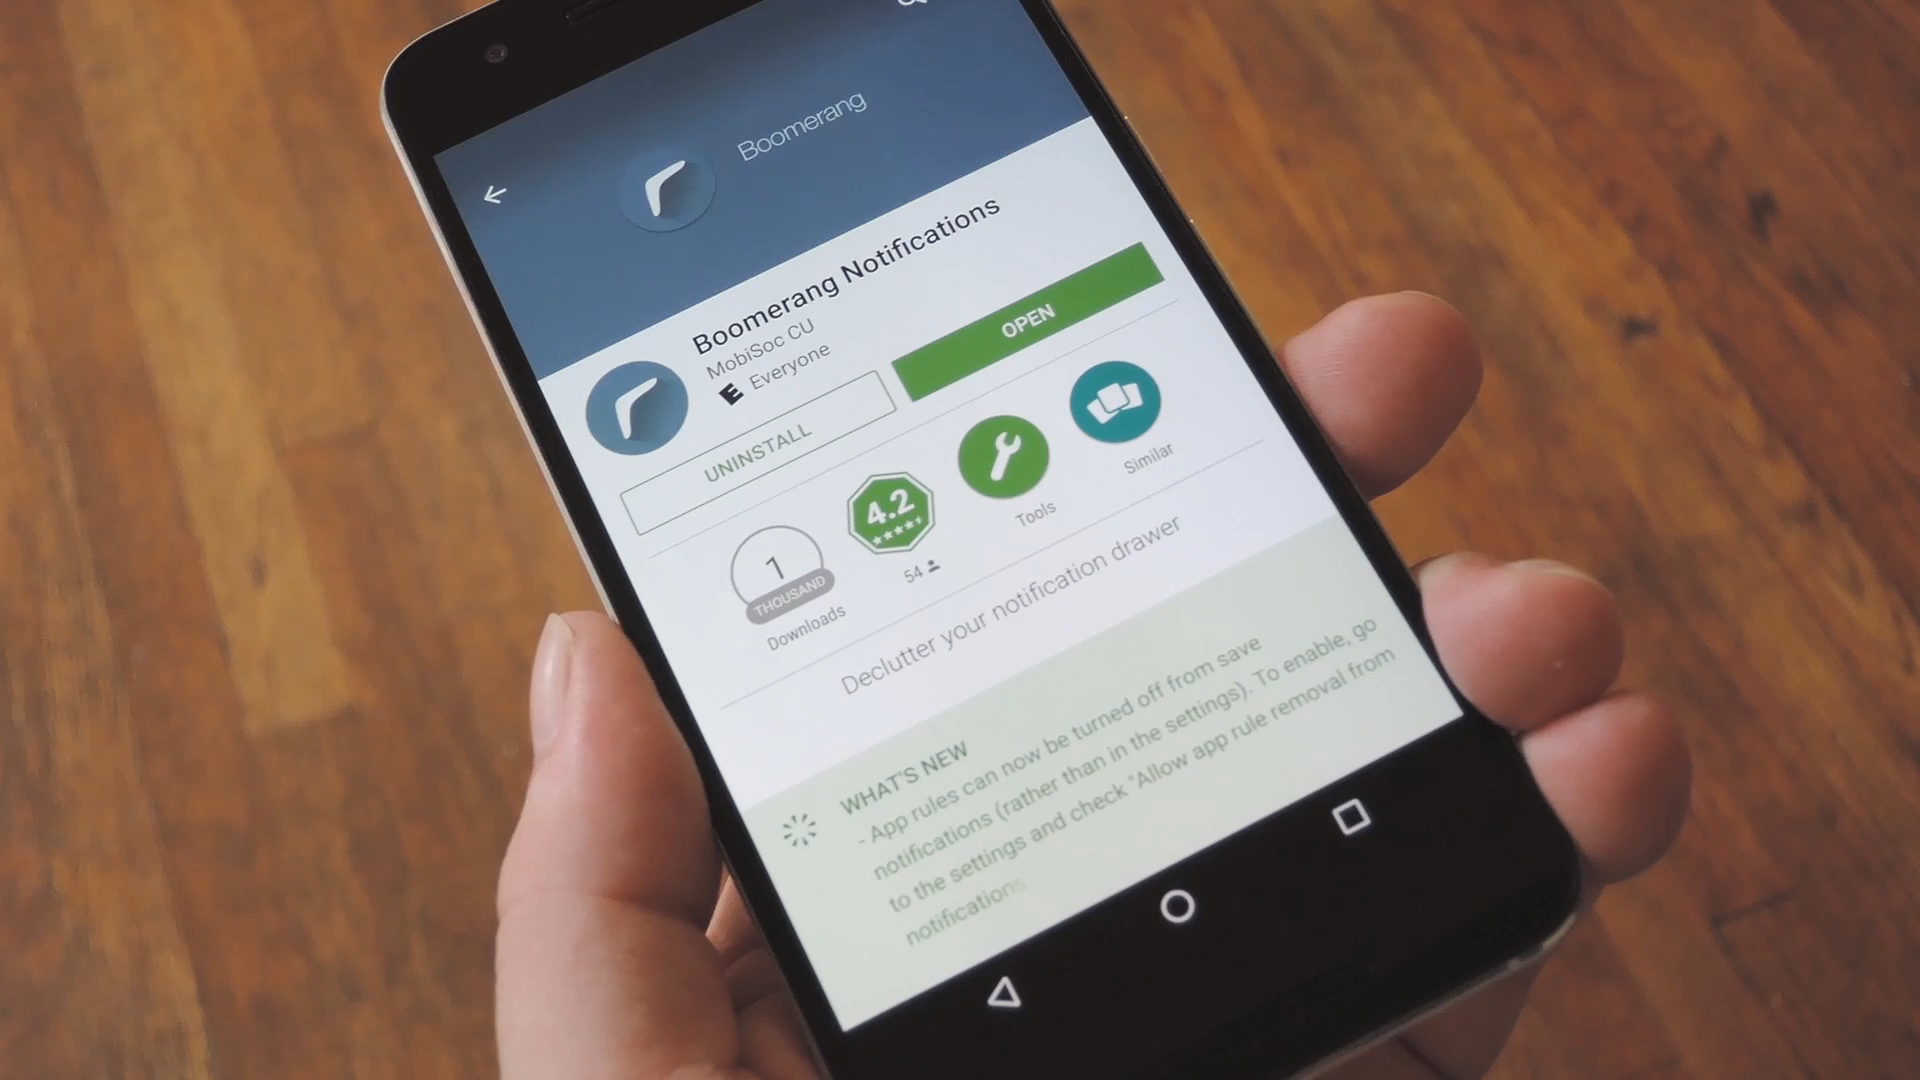 Boomerang
Boomerang Notifications
MobiSoc CU
E Everyone
UNINSTALL
OPEN
1
THOUSAND
Downloads
4.2
54
Tools
Similar
Declutter your notification drawer
WHAT'S NEW
- App rules can now be turned off from save
notifications (rather than in the settings). To enable, go
to the settings and check "Allow app rule removal from
notifications